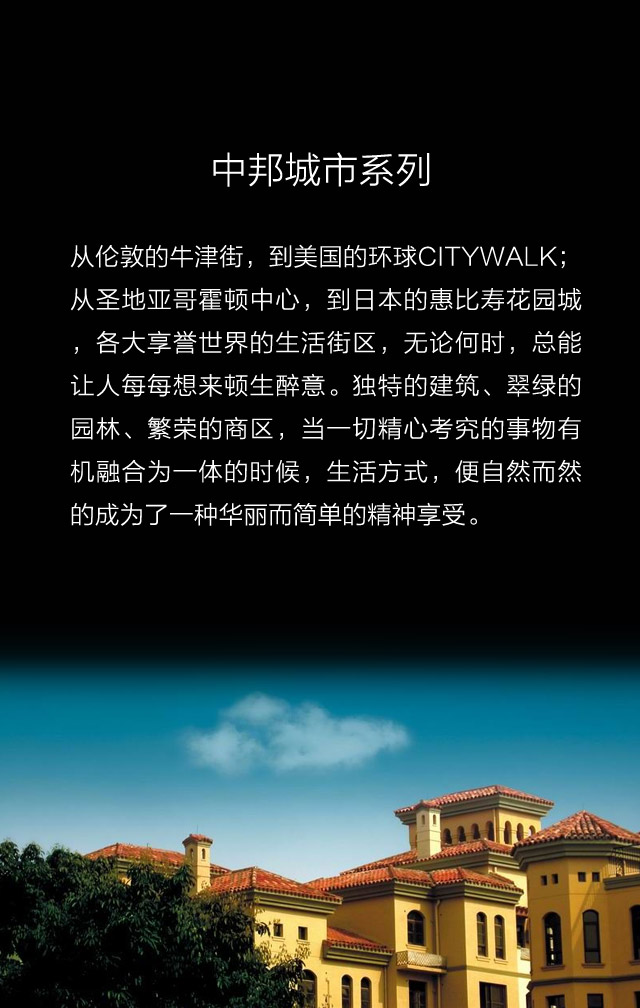 中邦城市系列
从伦敦的牛津街，到美国的环球CITYWALK；
从圣地亚哥霍顿中心，到日本的惠比寿花园城
，各大享誉世界的生活街区，无论何时，总能
让人每每想来顿生醉意。独特的建筑、翠绿的
园林、繁荣的商区，当一切精心考究的事物有
机融合为一体的时候，生活方式，便自然而然
的成为了一种华丽而简单的精神享受。